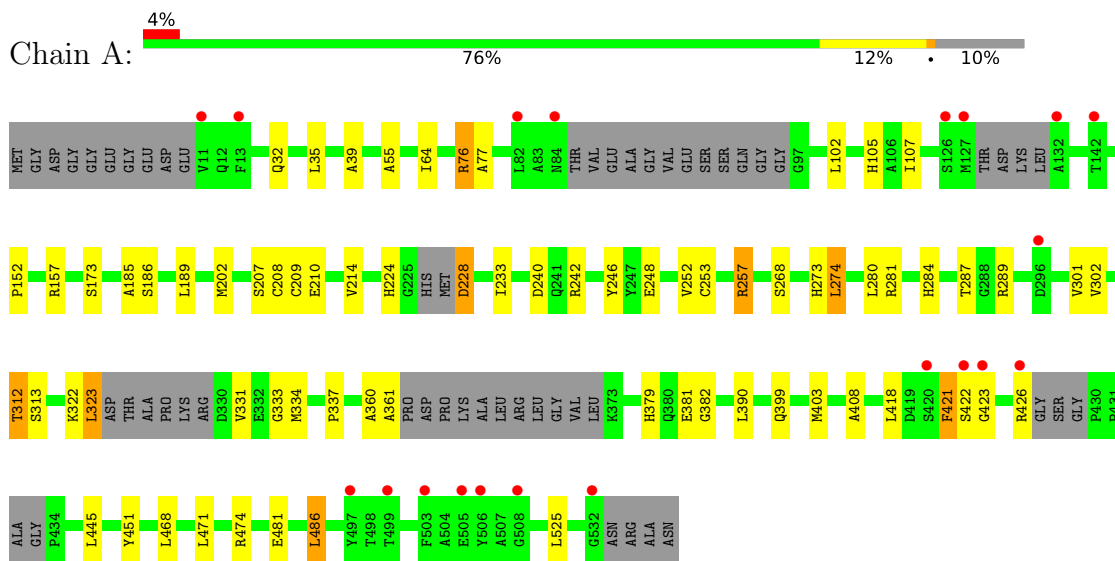 4%
Chain A:
76% 12% • 10%
MET GLY ASP GLY GLY GLU GLY GLU ASP GLU V11 Q12 F13 Q32 L35 A39 A55 I64 R76 A77 L82 A83 N84 THR VAL GLU ALA GLY VAL GLU SER SER GLN GLY GLY G97 L102 H105 A106 I107 S126 M127 THR ASP LYS LEU A132 T142
P152 R157 S173 A185 S186 L189 M202 S207 C208 C209 E210 V214 H224 G225 HIS MET D228 I233 D240 Q241 R242 Y246 Y247 E248 V252 C253 R257 S268 H273 L274 L280 R281 H284 T287 G288 R289 D296 V301 V302
T312 S313 K322 L323 ASP THR ALA PRO LYS ARG D330 V331 E332 G333 M334 P337 A360 A361 PRO ASP PRO LYS ALA LEU ARG LEU GLY VAL LEU K373 H379 Q380 E381 G382 L390 Q399 M403 A408 L418 D419 S420 F421 S422 G423 R426 GLY SER GLY P430 P431
ALA GLY P434 L445 Y451 L468 L471 R474 E481 L486 Y497 T498 T499 F503 A504 E505 Y506 A507 G508 L525 G532 ASN ARG ALA ASN